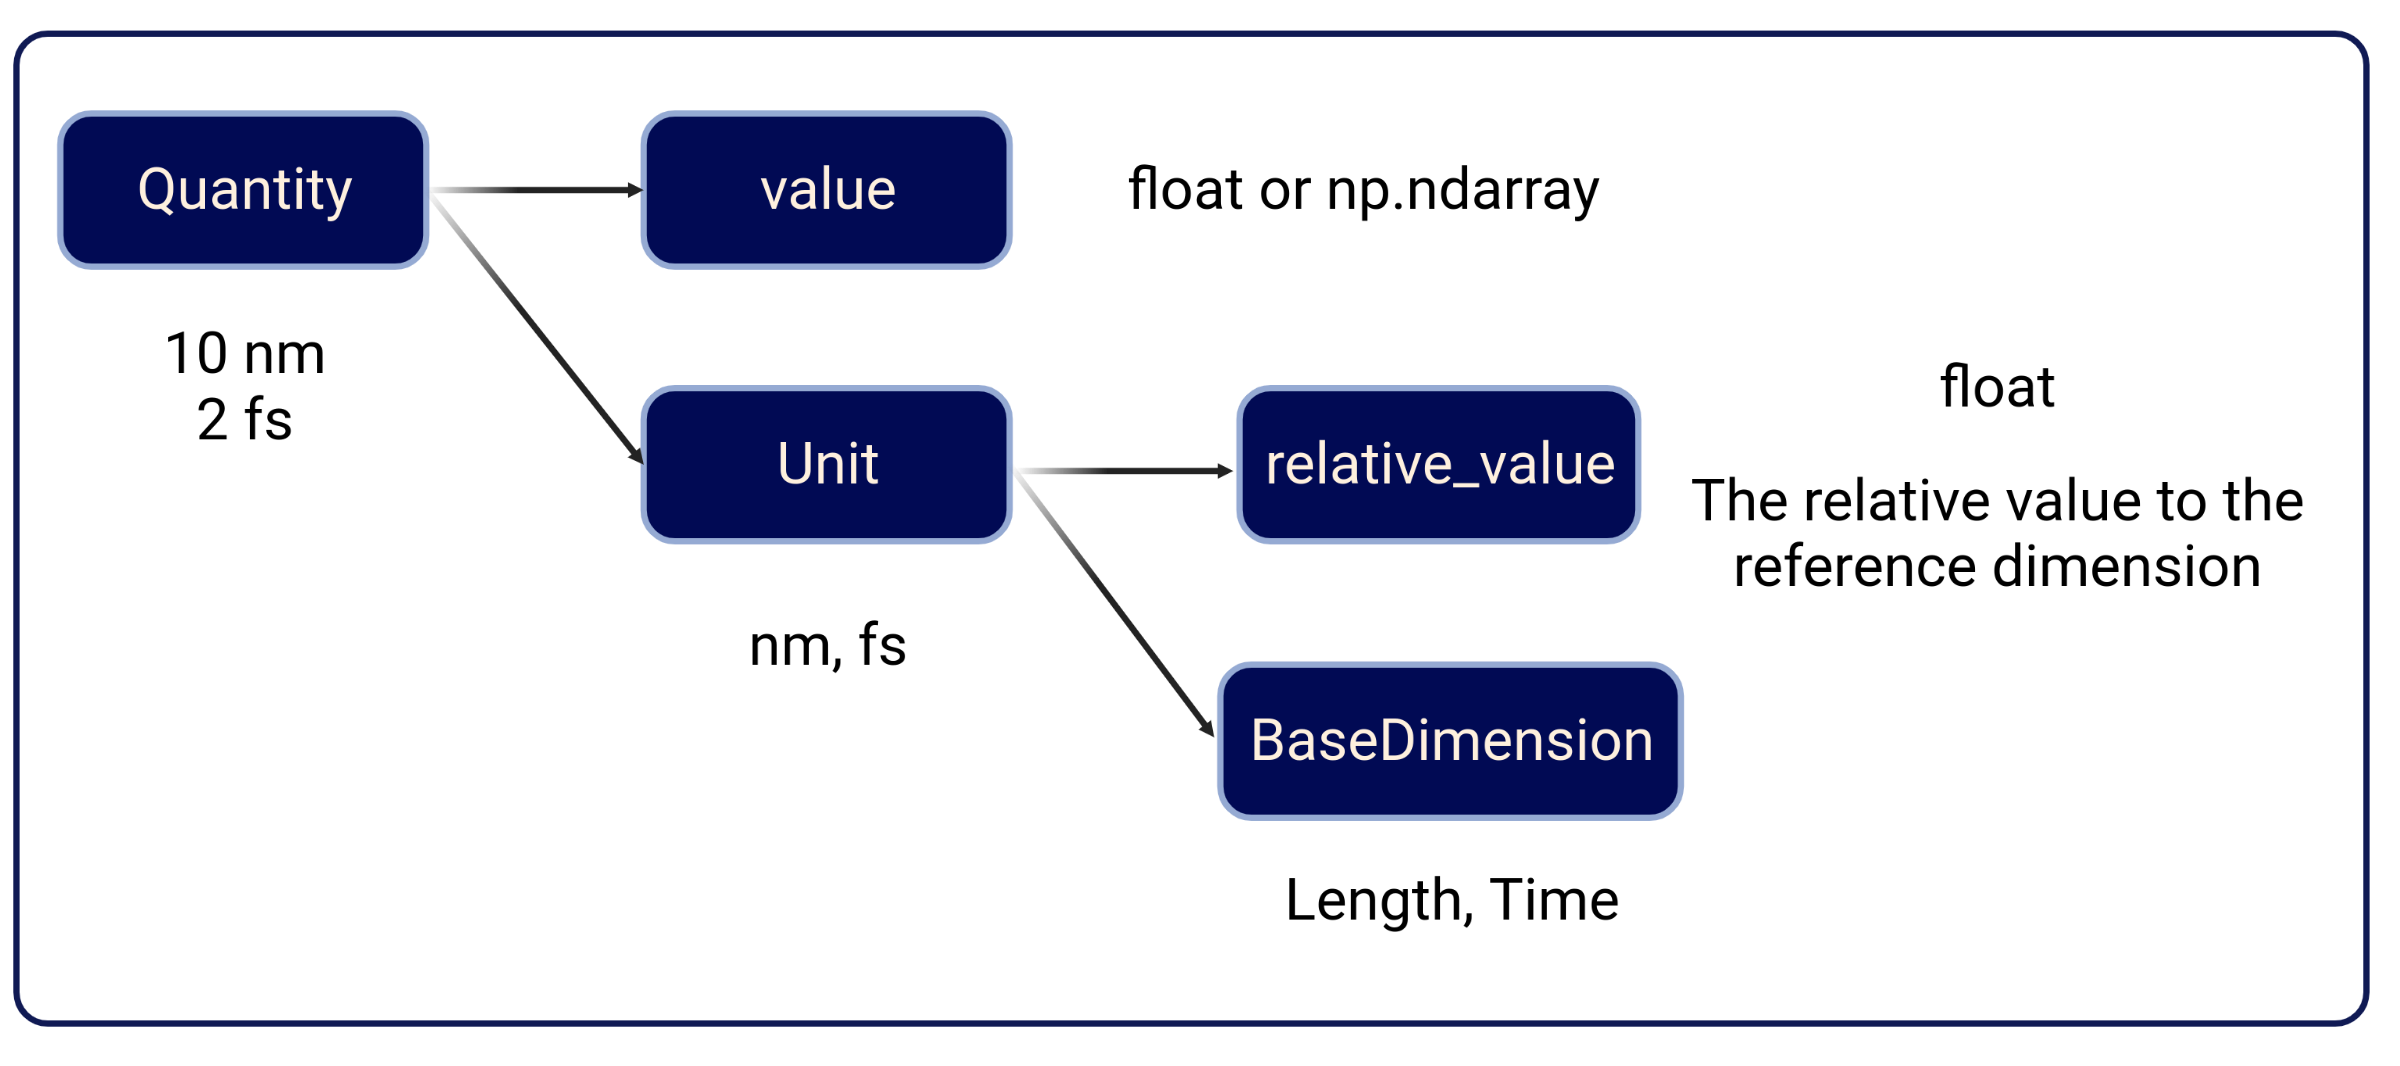 Quantity
value
float or np.ndarray
10 nm
2 fs
Unit
relative_value
float
The relative value to the
reference dimension
nm, fs
BaseDimension
Length, Time